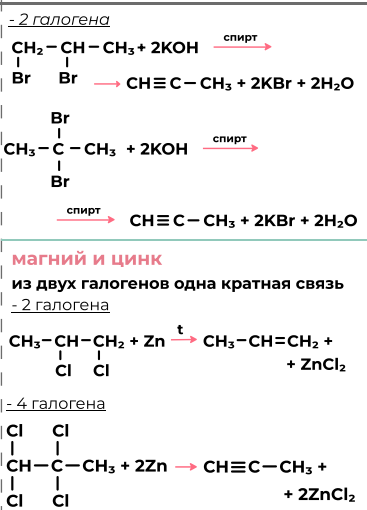 - 2 галогена
CH₂ — CH — CH₃ + 2KOH спирт →
Br Br
→ CH≡C — CH₃ + 2KBr + 2H₂O
Br
CH₃ — C — CH₃ + 2KOH спирт →
Br
спирт → CH≡C — CH₃ + 2KBr + 2H₂O
магний и цинк
из двух галогенов одна кратная связь
- 2 галогена
CH₃ — CH — CH₂ + Zn t → CH₃ — CH=CH₂ +
Cl Cl
+ ZnCl₂
- 4 галогена
Cl Cl
CH — C — CH₃ + 2Zn → CH≡C — CH₃ +
Cl Cl
+ 2ZnCl₂